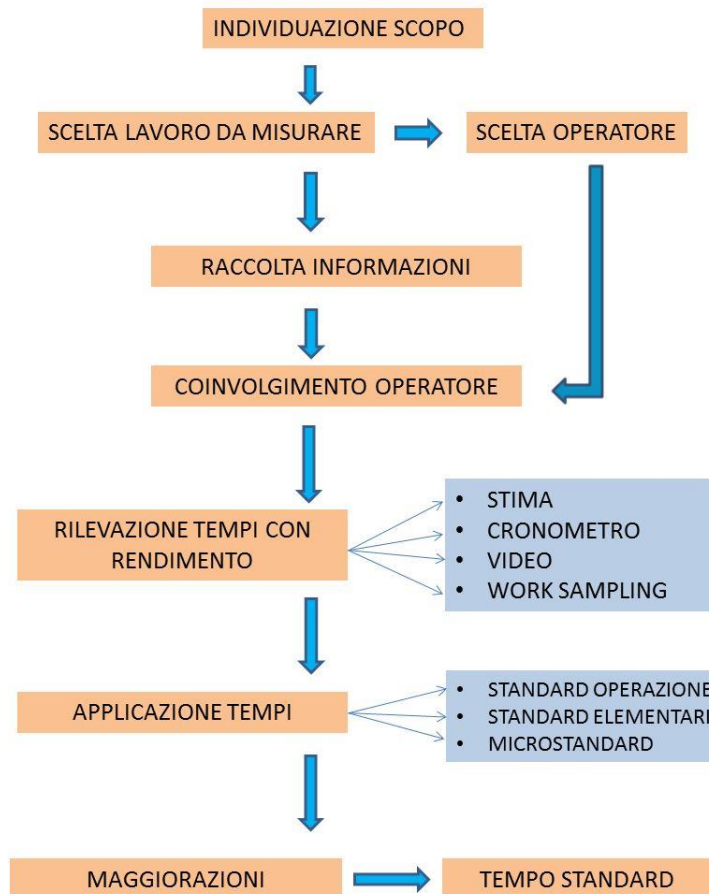 INDIVIDUAZIONE SCOPO
SCELTA LAVORO DA MISURARE
SCELTA OPERATORE
RACCOLTA INFORMAZIONI
COINVOLGIMENTO OPERATORE
RILEVAZIONE TEMPI CON
RENDIMENTO
• STIMA
• CRONOMETRO
• VIDEO
• WORK SAMPLING
APPLICAZIONE TEMPI
• STANDARD OPERAZIONE
• STANDARD ELEMENTARI
• MICROSTANDARD
MAGGIORAZIONI
TEMPO STANDARD